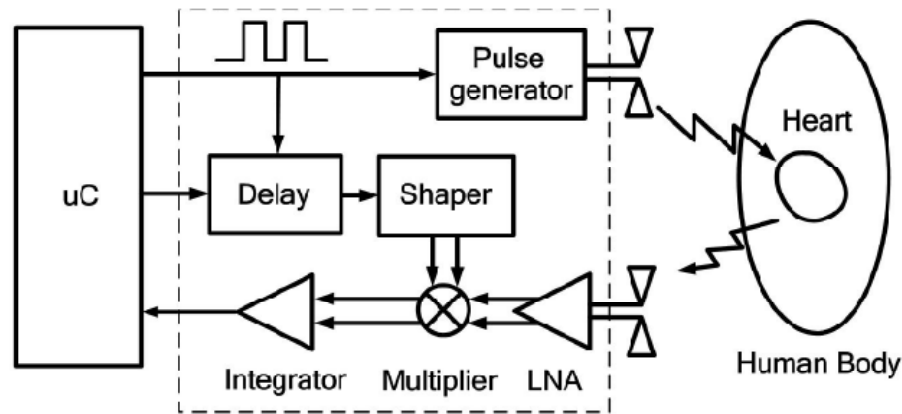 Pulse
generator
Heart
uC
Delay
Shaper
Integrator
Multiplier
LNA
Human Body